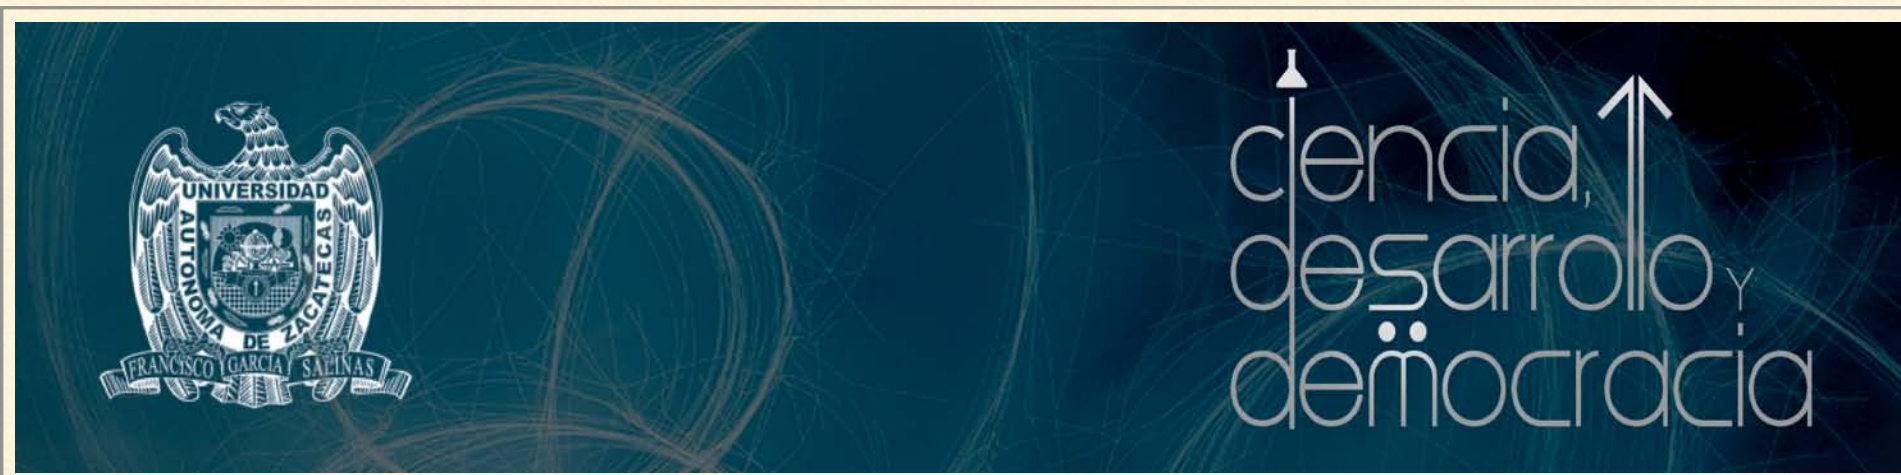 UNIVERSIDAD
AUTONOMA DE ZACATECAS
FRANCISCO GARCIA SALINAS
ciencia,
desarrollo Y
democracia